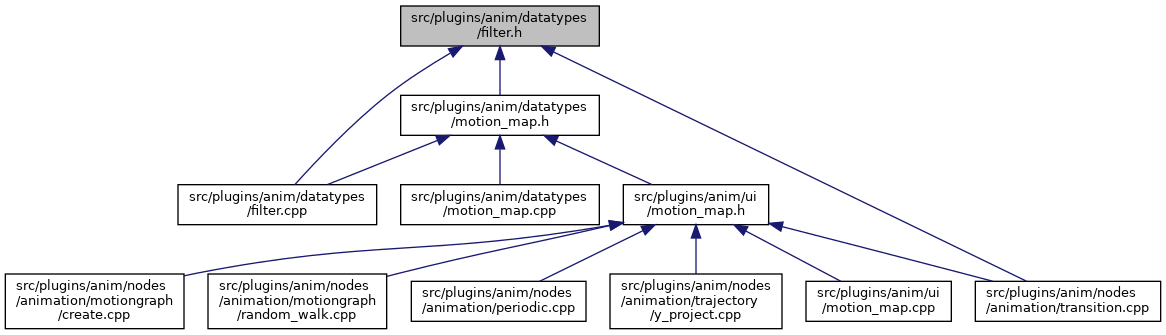 src/plugins/anim/datatypes
/filter.h
src/plugins/anim/datatypes
/motion_map.h
src/plugins/anim/datatypes
/filter.cpp
src/plugins/anim/datatypes
/motion_map.cpp
src/plugins/anim/ui
/motion_map.h
src/plugins/anim/nodes
/animation/motiongraph
/create.cpp
src/plugins/anim/nodes
/animation/motiongraph
/random_walk.cpp
src/plugins/anim/nodes
/animation/periodic.cpp
src/plugins/anim/nodes
/animation/trajectory
/y_project.cpp
src/plugins/anim/ui
/motion_map.cpp
src/plugins/anim/nodes
/animation/transition.cpp